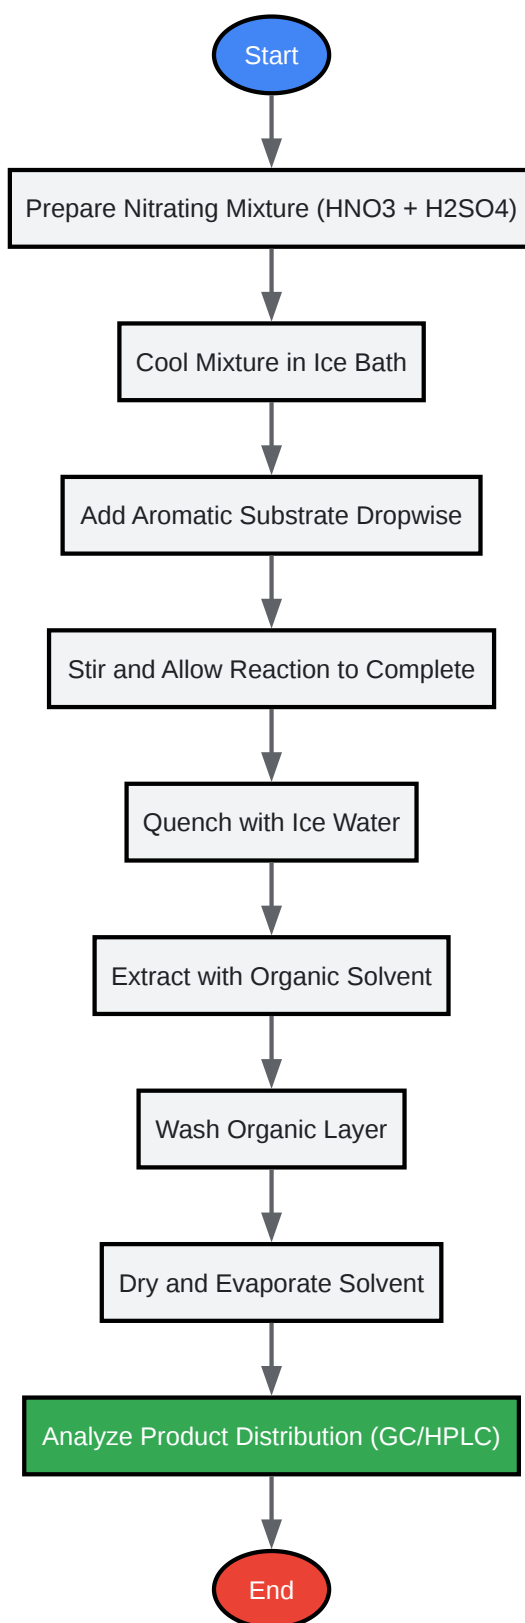 Start
Prepare Nitrating Mixture (HNO3 + H2SO4)
Cool Mixture in Ice Bath
Add Aromatic Substrate Dropwise
Stir and Allow Reaction to Complete
Quench with Ice Water
Extract with Organic Solvent
Wash Organic Layer
Dry and Evaporate Solvent
Analyze Product Distribution (GC/HPLC)
End